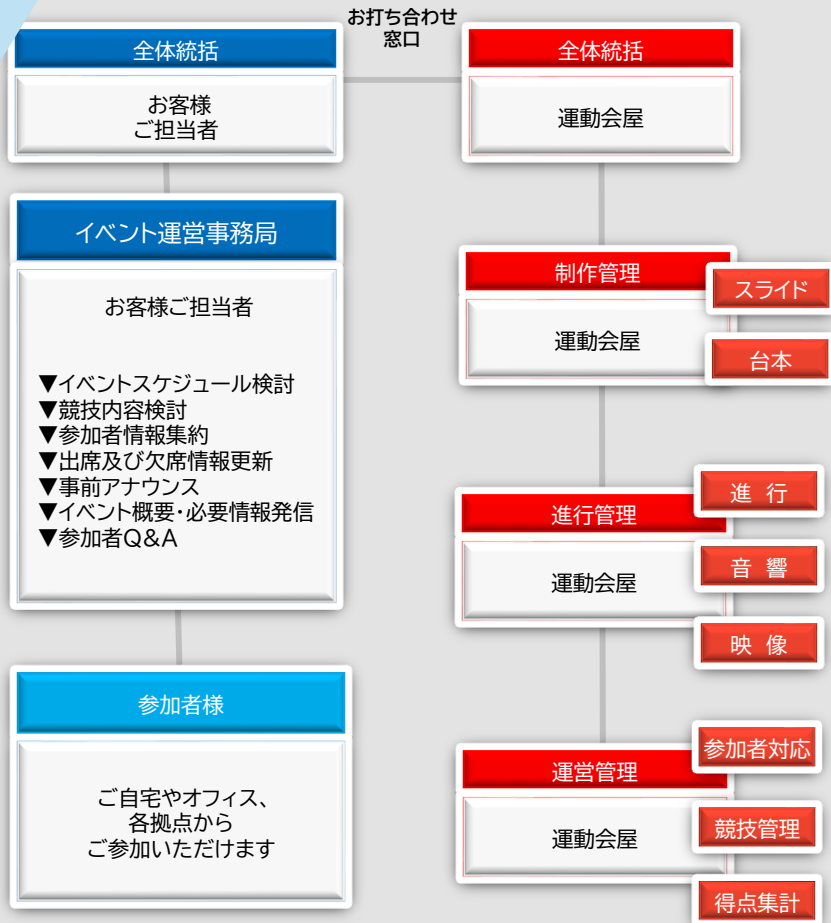 お打ち合わせ
窓口
全体統括
お客様
ご担当者
イベント運営事務局
お客様ご担当者
▼イベントスケジュール検討
▼競技内容検討
▼参加者情報集約
▼出席及び欠席情報更新
▼事前アナウンス
▼イベント概要・必要情報発信
▼参加者Q&A
参加者様
ご自宅やオフィス、
各拠点から
ご参加いただけます
全体統括
運動会屋
制作管理
運動会屋
スライド
台本
進行管理
運動会屋
進 行
音 響
映 像
運営管理
運動会屋
参加者対応
競技管理
得点集計